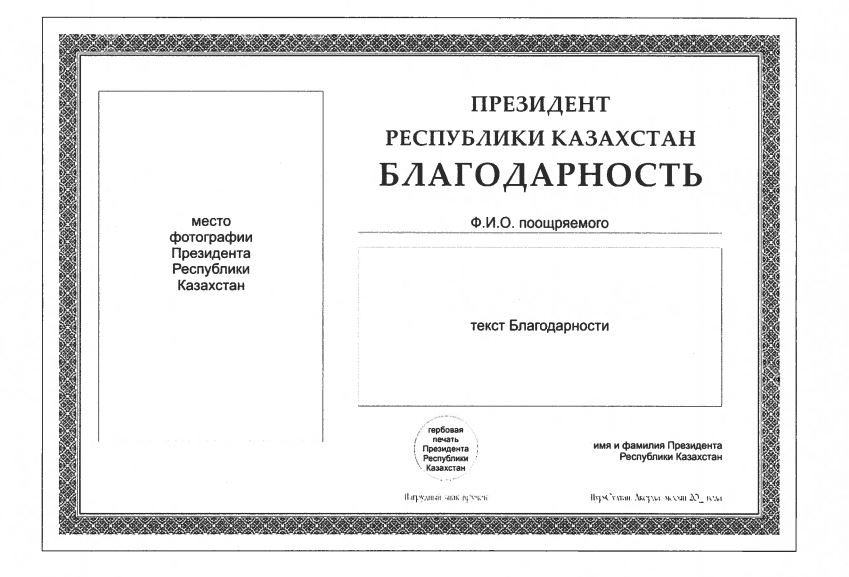 место
фотографии
Президента
Республики
Казахстан
ПРЕЗИДЕНТ
РЕСПУБЛИКИ КАЗАХСТАН
БЛАГОДАРНОСТЬ
Ф.И.О. поощряемого
текст Благодарности
гербовая
печать
Президента
Республики
Казахстан
имя и фамилия Президента
Республики Казахстан
Нагрудный знак вручен
Нур-Султан, Акорда, месяц 20_ года